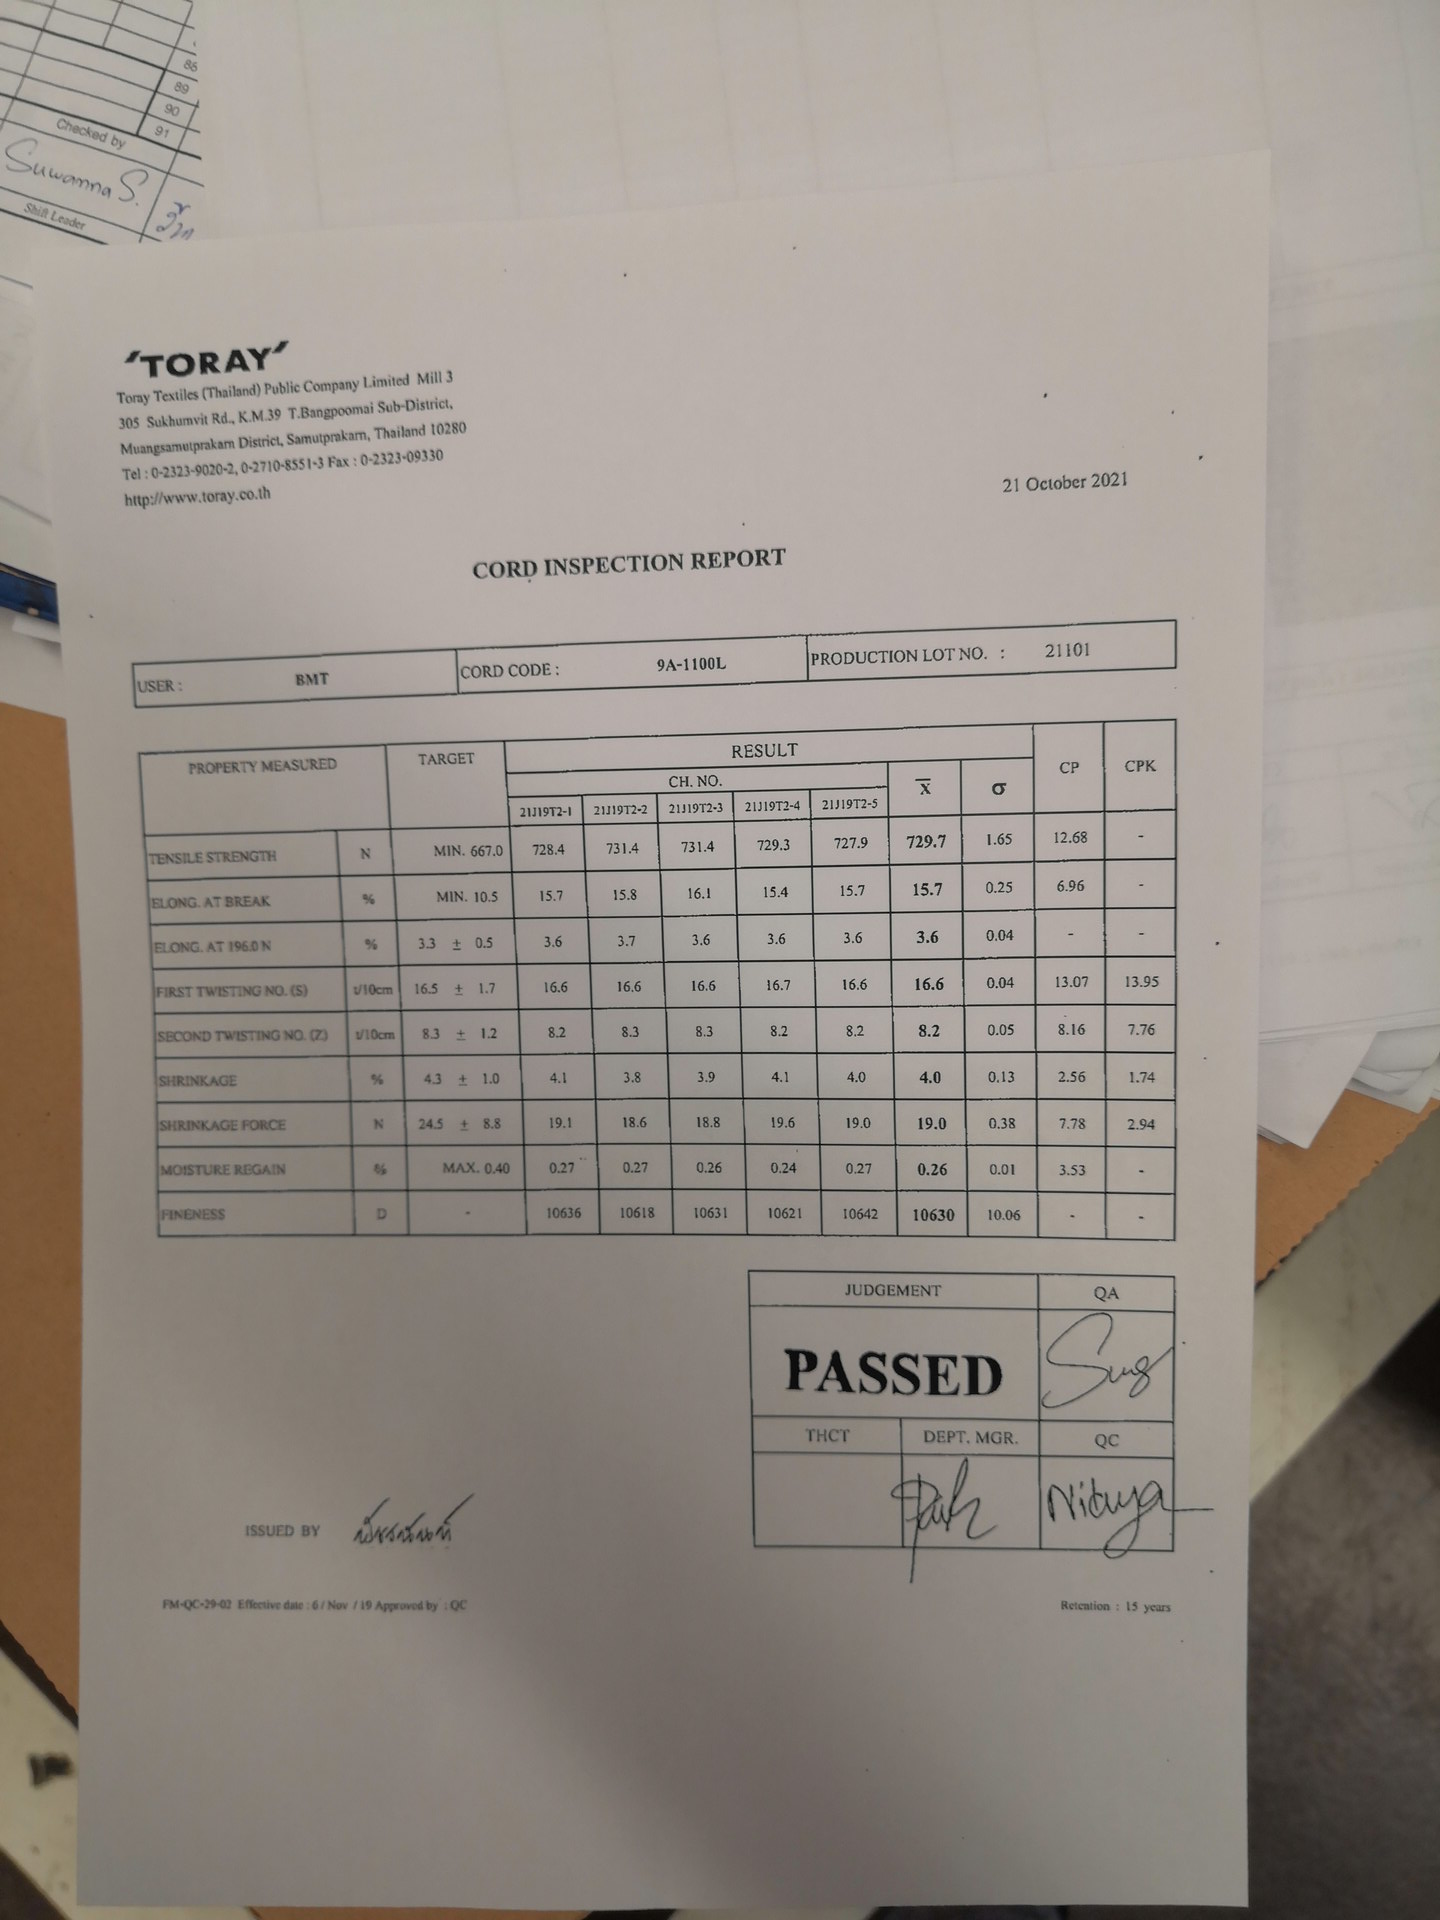 88
89
90
91
Checked by
Suwanna S.
Shift Leader
'TORAY'
Toray Textiles (Thailand) Public Company Limited Mill 3
305 Sukhumvit Rd., K.M.39 T.Bangpoomai Sub-District,
Muangsamutprakarn District, Samutprakarn, Thailand 10280
Tel : 0-2323-9020-2, 0-2710-8551-3 Fax : 0-2323-09330
http://www.toray.co.th
21 October 2021
CORD INSPECTION REPORT
USER : BMT CORD CODE : 9A-1100L PRODUCTION LOT NO. : 21101
PROPERTY MEASURED TARGET RESULT CP CPK
CH. NO. X̅ σ
21J19T2-1 21J19T2-2 21J19T2-3 21J19T2-4 21J19T2-5
TENSILE STRENGTH N MIN. 667.0 728.4 731.4 731.4 729.3 727.9 729.7 1.65 12.68 -
ELONG. AT BREAK % MIN. 10.5 15.7 15.8 16.1 15.4 15.7 15.7 0.25 6.96 -
ELONG. AT 196.0 N % 3.3 ± 0.5 3.6 3.7 3.6 3.6 3.6 3.6 0.04 - -
FIRST TWISTING NO. (S) t/10cm 16.5 ± 1.7 16.6 16.6 16.6 16.7 16.6 16.6 0.04 13.07 13.95
SECOND TWISTING NO. (Z) t/10cm 8.3 ± 1.2 8.2 8.3 8.3 8.2 8.2 8.2 0.05 8.16 7.76
SHRINKAGE % 4.3 ± 1.0 4.1 3.8 3.9 4.1 4.0 4.0 0.13 2.56 1.74
SHRINKAGE FORCE N 24.5 ± 8.8 19.1 18.6 18.8 19.6 19.0 19.0 0.38 7.78 2.94
MOISTURE REGAIN % MAX. 0.40 0.27 0.27 0.26 0.24 0.27 0.26 0.01 3.53 -
FINENESS D - 10636 10618 10631 10621 10642 10630 10.06 - -
JUDGEMENT QA
PASSED
THCT DEPT. MGR. QC
Nitaya
ISSUED BY
FM-QC-29-02 Effective date : 6 / Nov / 19 Approved by : QC
Retention : 15 years